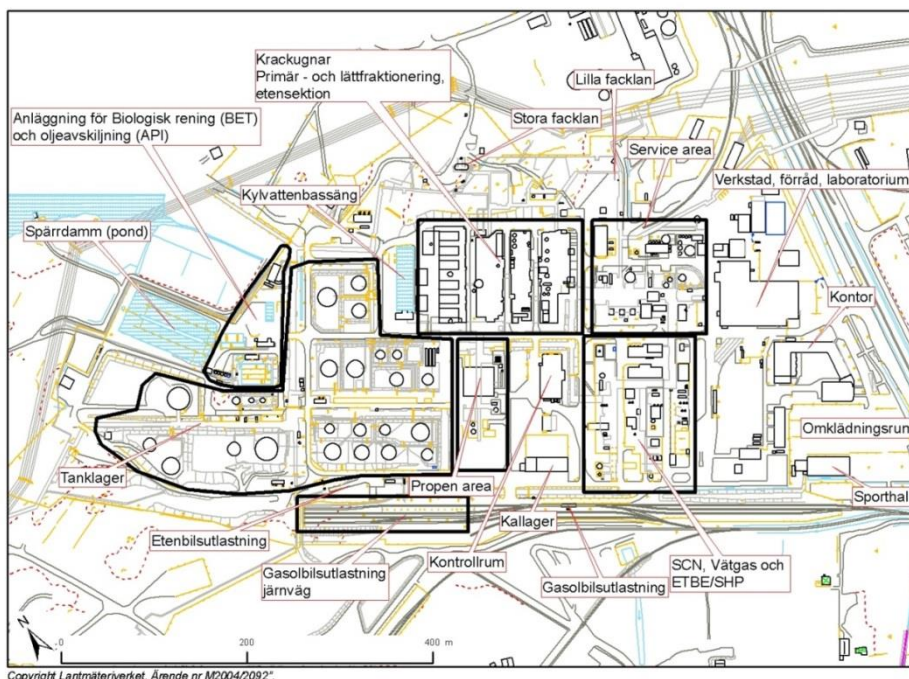 Krackugnar
Primär - och lättfraktionering,
etensektion
Lilla facklan
Anläggning för Biologisk rening (BET)
och oljeavskiljning (API)
Stora facklan
Service area
Verkstad, förråd, laboratorium
Kylvattenbassäng
Spärrdamm (pond)
Kontor
Omklädningsrum
Tanklager
Propen area
Sporthal
Etenbilsutlastning
Kallager
Gasolbilsutlastning
järnväg
Kontrollrum
Gasolbilsutlastning
SCN, Vätgas och
ETBE/SHP
N
0 200 400 m
Copyright Lantmäteriverket. Ärende nr M2004/2092".